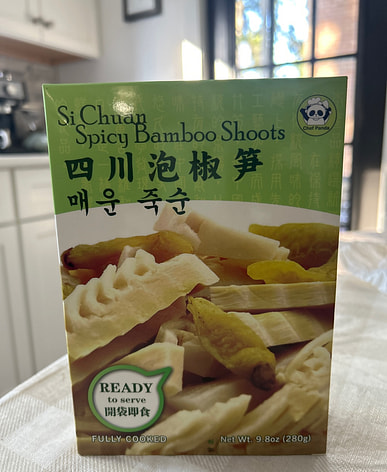 Si Chuan
Spicy Bamboo Shoots
Chef Panda
四川泡椒笋
매운 죽순
READY
to serve
開袋即食
FULLY COOKED
Net Wt. 9.8oz (280g)